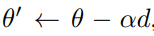 θ′ ← θ − αd,